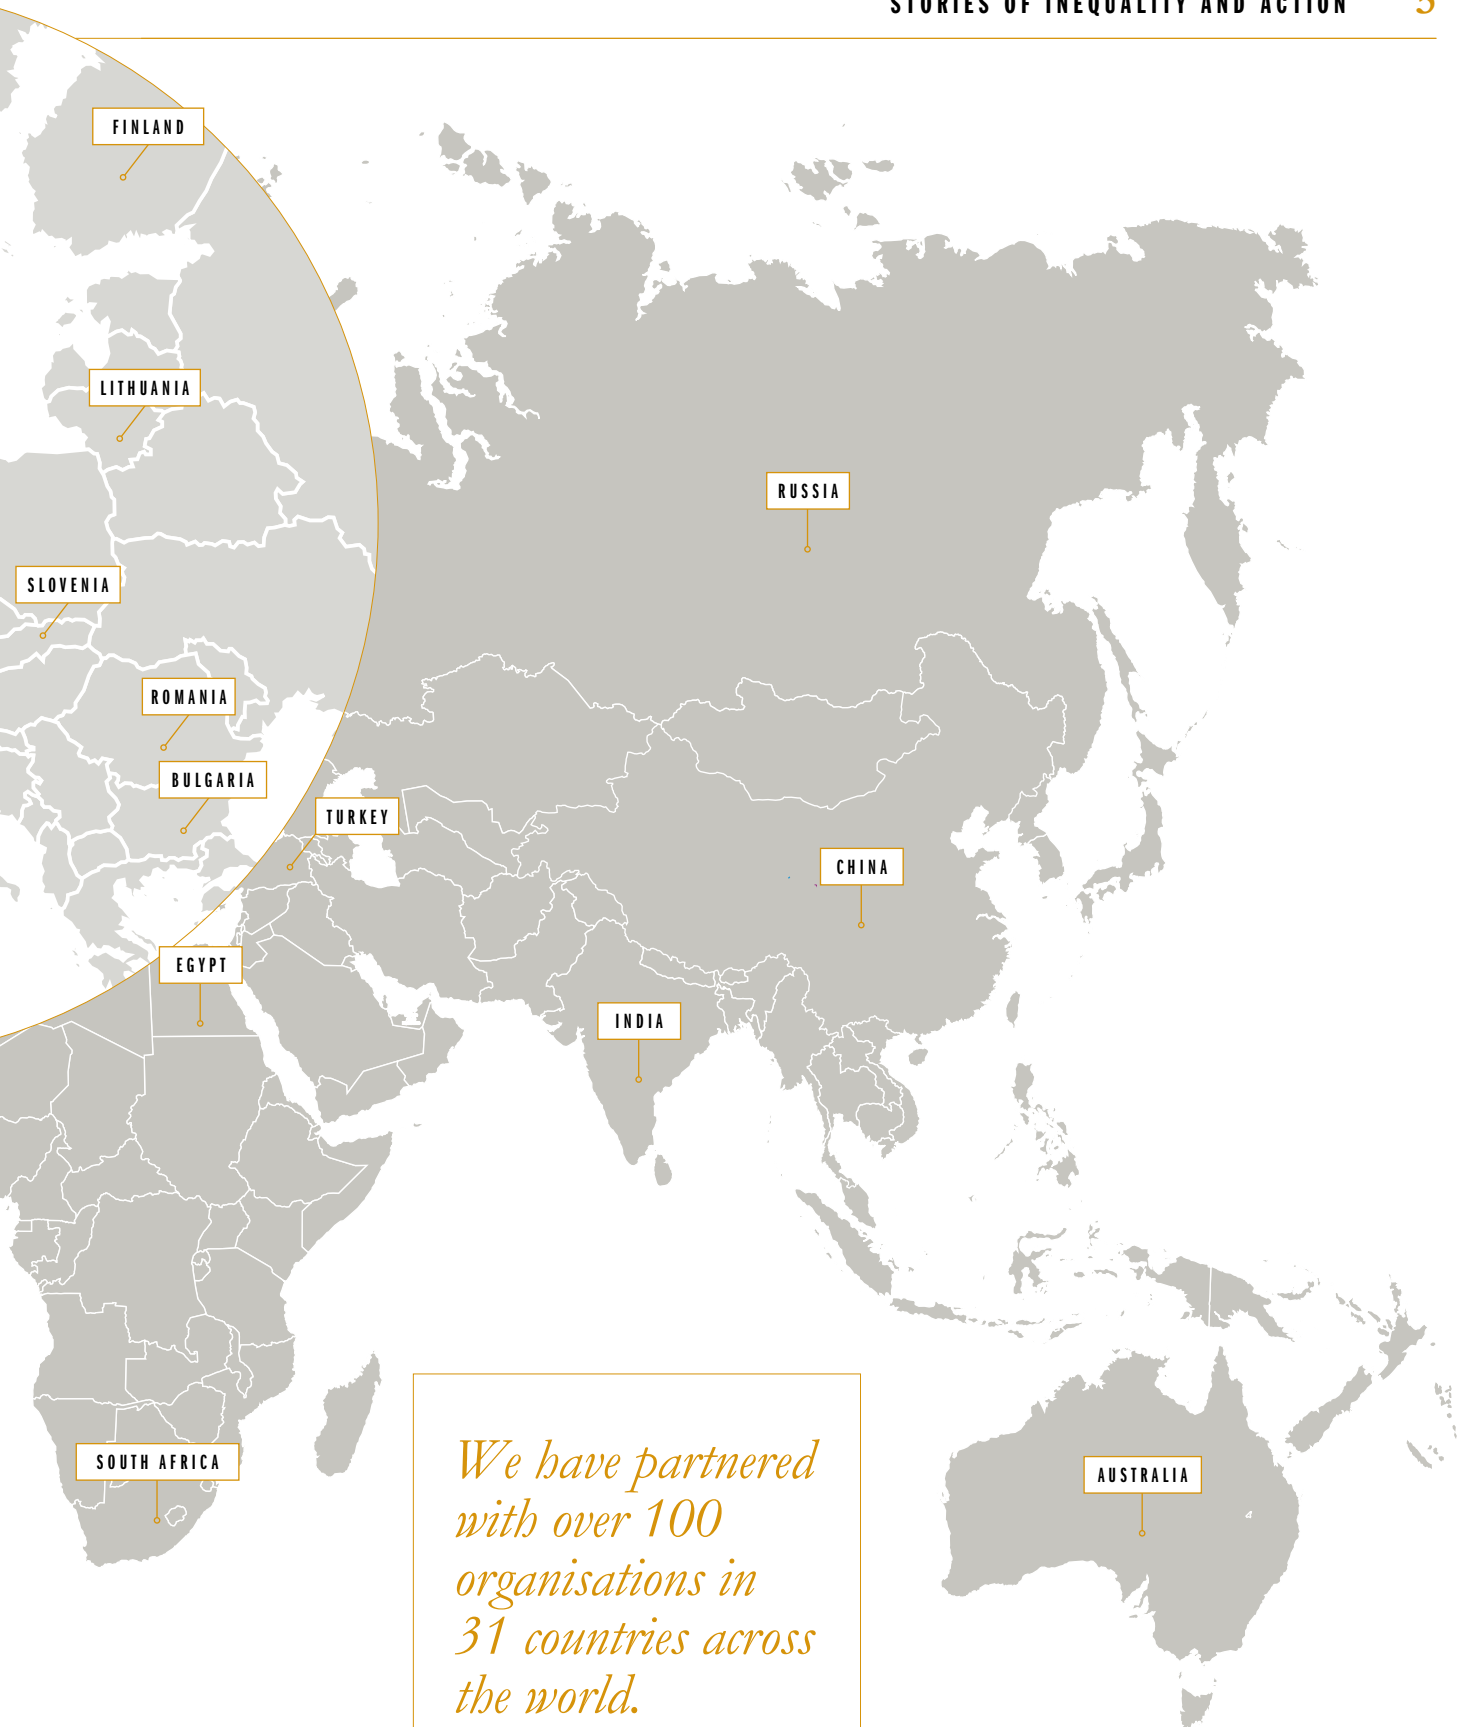 STORIES OF INEQUALITY AND ACTION 5
FINLAND
LITHUANIA
RUSSIA
SLOVENIA
ROMANIA
BULGARIA
TURKEY
CHINA
EGYPT
INDIA
SOUTH AFRICA
AUSTRALIA
We have partnered
with over 100
organisations in
31 countries across
the world.